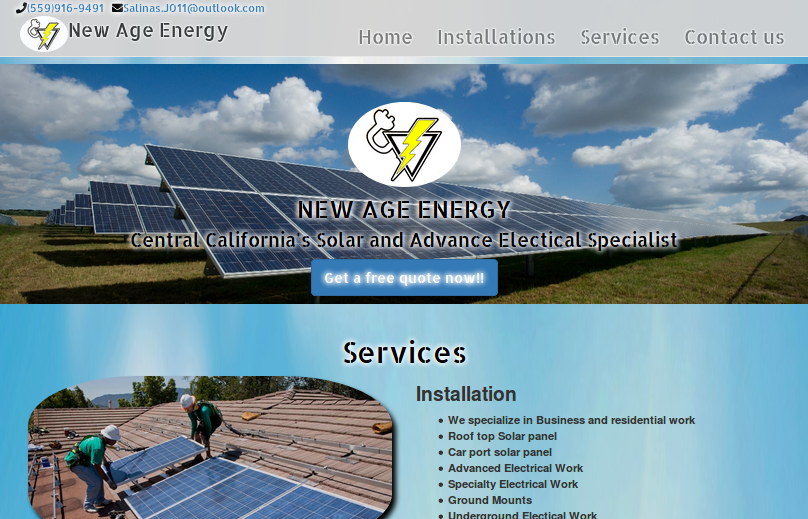 (559)916-9491 Salinas.J011@outlook.com
New Age Energy
Home Installations Services Contact us
NEW AGE ENERGY
Central California's Solar and Advance Electical Specialist
Get a free quote now!!
Services
Installation
We specialize in Business and residential work
Roof top Solar panel
Car port solar panel
Advanced Electrical Work
Specialty Electrical Work
Ground Mounts
Underground Electical Work